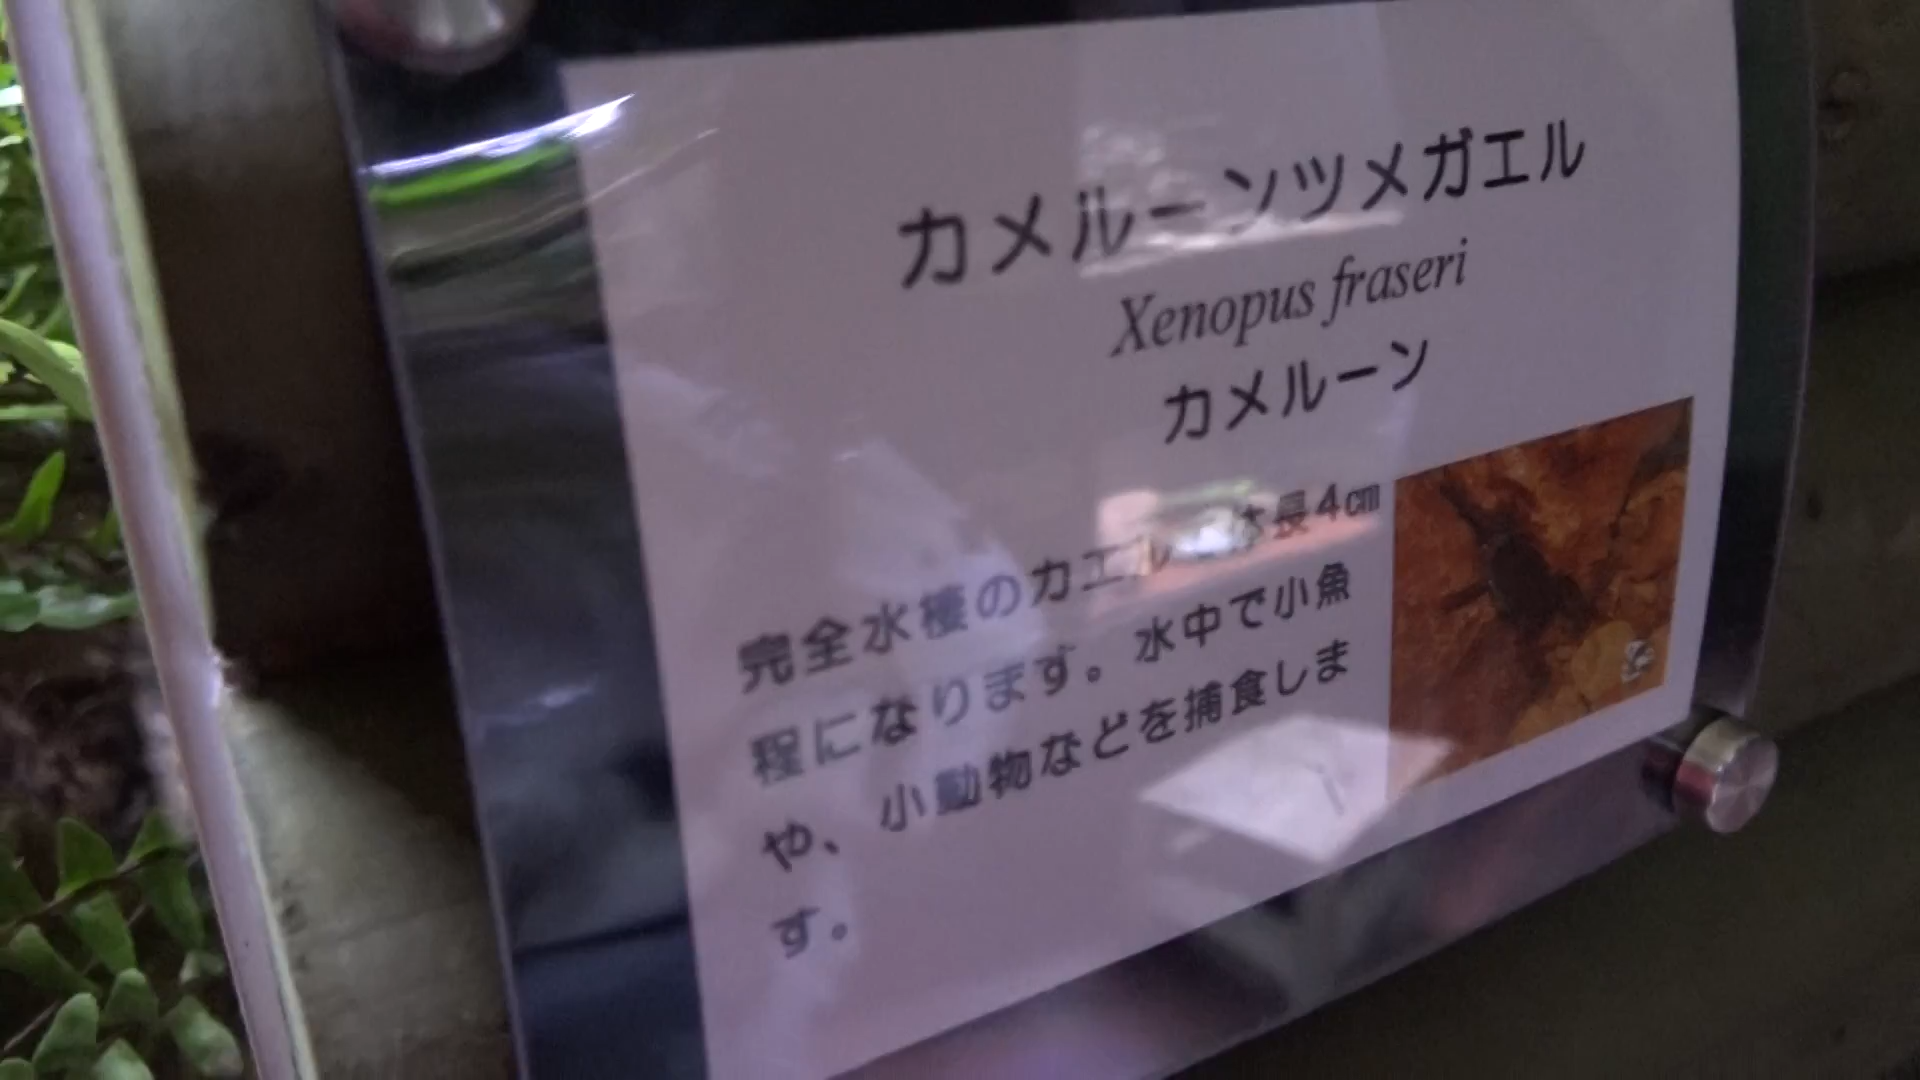 カメルーンツメガエル
Xenopus fraseri
カメルーン
完全水棲のカエル 体長4㎝
程になります。水中で小魚
や、小動物などを捕食しま
す。